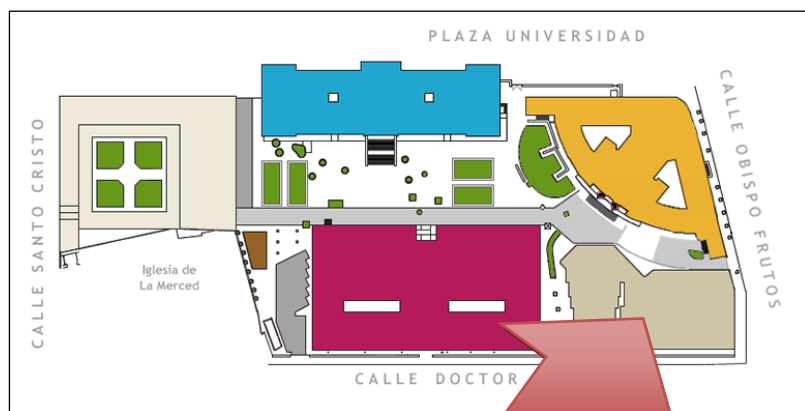 PLAZA UNIVERSIDAD
CALLE SANTO CRISTO
CALLE OBISPO FRUTOS
Iglesia de
La Merced
CALLE DOCTOR